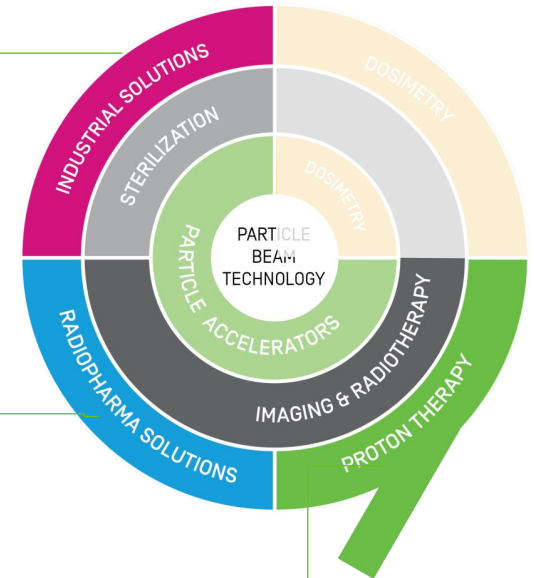 INDUSTRIAL SOLUTIONS
DOSIMETRY
STERILIZATION
DOSIMETRY
PARTICLE
BEAM
TECHNOLOGY
PARTICLE ACCELERATORS
IMAGING & RADIOTHERAPY
RADIOPHARMA SOLUTIONS
PROTON THERAPY